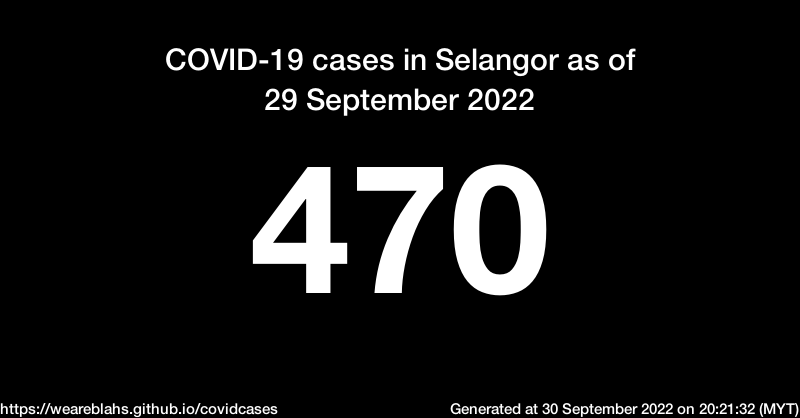 COVID-19 cases in Selangor as of
29 September 2022
470
https://weareblahs.github.io/covidcases
Generated at 30 September 2022 on 20:21:32 (MYT)